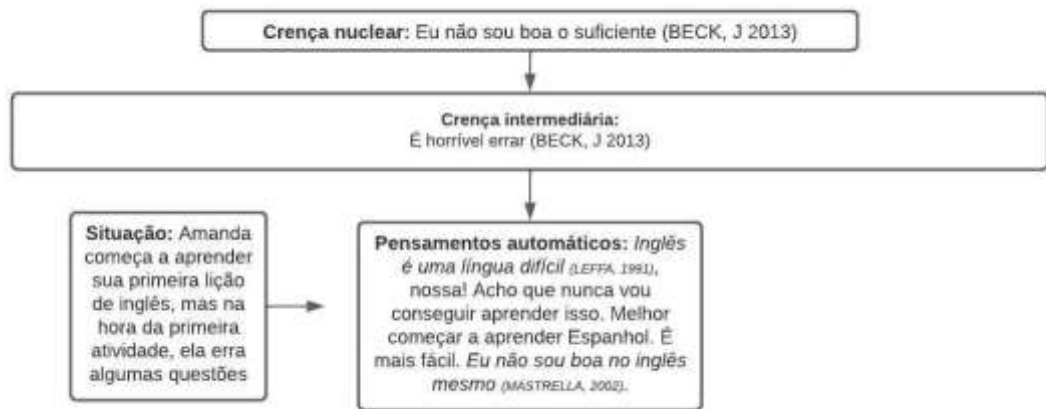 Crença nuclear: Eu não sou boa o suficiente (BECK, J 2013)
Crença intermediária:
É horrível errar (BECK, J 2013)
Situação: Amanda
começa a aprender
sua primeira lição
de inglês, mas na
hora da primeira
atividade, ela erra
algumas questões
Pensamentos automáticos: Inglês
é uma língua difícil (LEFFA, 1991),
nossa! Acho que nunca vou
conseguir aprender isso. Melhor
começar a aprender Espanhol. É
mais fácil. Eu não sou boa no inglês
mesmo (MASTRELLA, 2002).